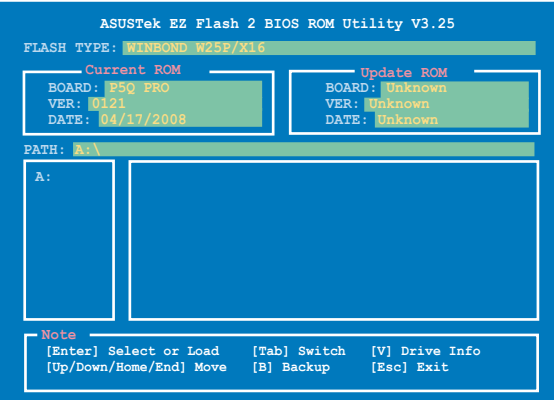 ASUSTek EZ Flash 2 BIOS ROM Utility V3.25
FLASH TYPE: WINBOND W25P/X16
Current ROM
BOARD: P5Q PRO
VER: 0121
DATE: 04/17/2008
Update ROM
BOARD: Unknown
VER: Unknown
DATE: Unknown
PATH: A:\
A:
Note
[Enter] Select or Load [Tab] Switch [V] Drive Info
[Up/Down/Home/End] Move [B] Backup [Esc] Exit